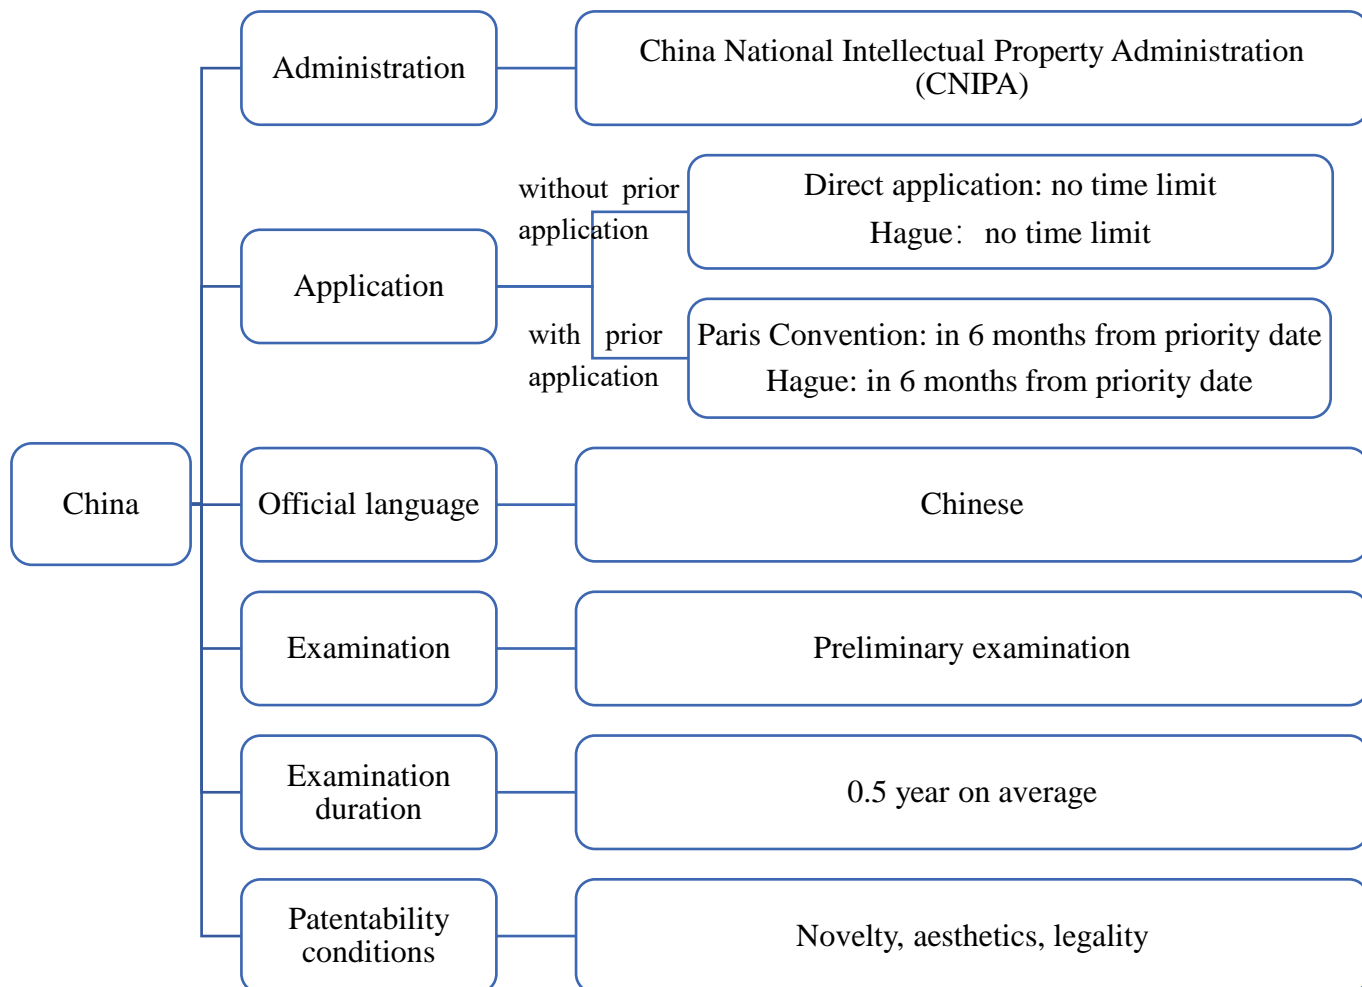 China
Administration
China National Intellectual Property Administration
(CNIPA)
Application
without prior
application
Direct application: no time limit
Hague： no time limit
with prior
application
Paris Convention: in 6 months from priority date
Hague: in 6 months from priority date
Official language
Chinese
Examination
Preliminary examination
Examination
duration
0.5 year on average
Patentability
conditions
Novelty, aesthetics, legality